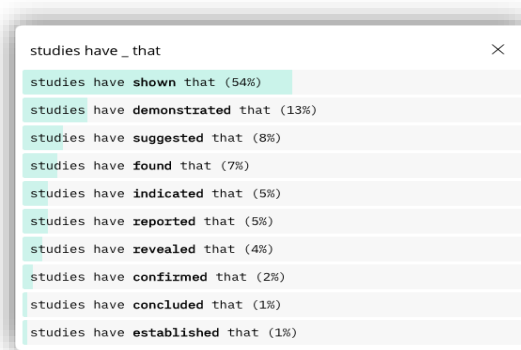 studies have _ that
studies have shown that (54%)
studies have demonstrated that (13%)
studies have suggested that (8%)
studies have found that (7%)
studies have indicated that (5%)
studies have reported that (5%)
studies have revealed that (4%)
studies have confirmed that (2%)
studies have concluded that (1%)
studies have established that (1%)